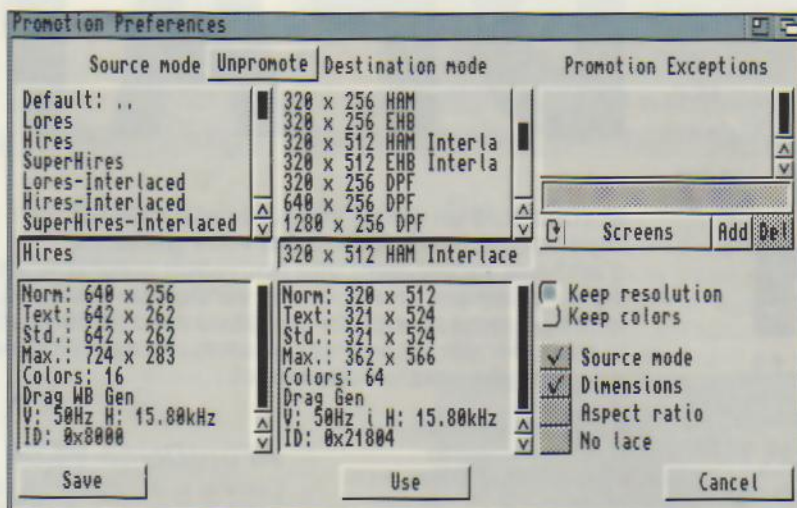 Promotion Preferences
Source mode Unpromote Destination mode
Promotion Exceptions
Default: ..
Lores
Hires
SuperHires
Lores-Interlaced
Hires-Interlaced
SuperHires-Interlaced
Hires
320 x 256 HAM
320 x 256 EHB
320 x 512 HAM Interla
320 x 512 EHB Interla
320 x 256 DPF
640 x 256 DPF
1280 x 256 DPF
320 x 512 HAM Interlace
Screens Add Del
Norm: 640 x 256
Text: 642 x 262
Std.: 642 x 262
Max.: 724 x 283
Colors: 16
Drag WB Gen
V: 50Hz H: 15.80kHz
ID: 0x8000
Norm: 320 x 512
Text: 321 x 524
Std.: 321 x 524
Max.: 362 x 566
Colors: 64
Drag Gen
V: 50Hz i H: 15.80kHz
ID: 0x21804
Keep resolution
Keep colors
Source mode
Dimensions
Aspect ratio
No lace
Save Use Cancel